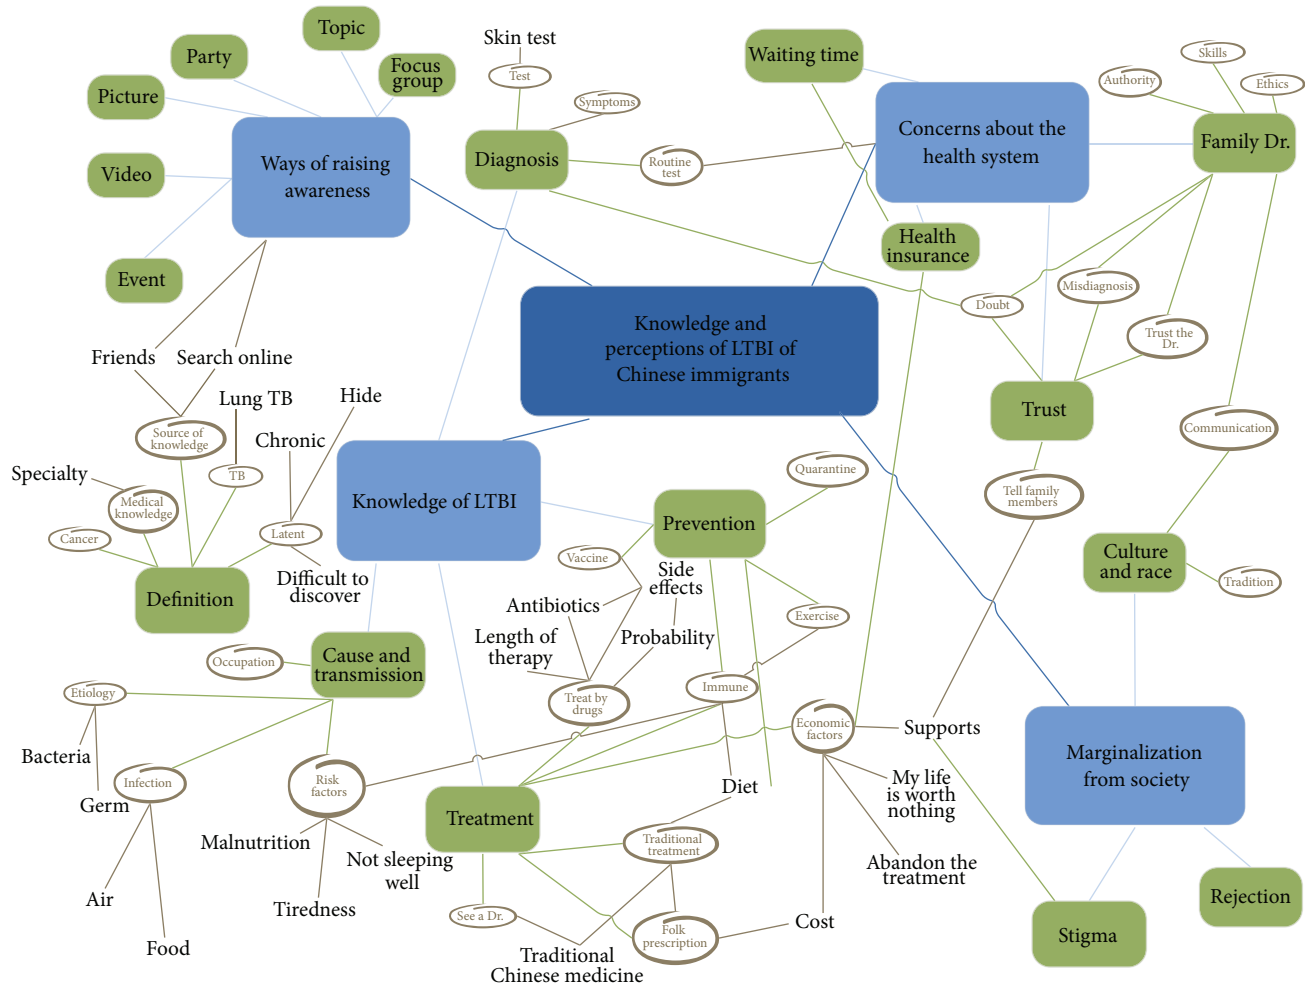 Topic
Party
Focus
group
Picture
Ways of raising
awareness
Video
Event
Skin test
Test
Symptoms
Diagnosis
Routine
test
Waiting time
Concerns about the
health system
Skills
Authority
Ethics
Family Dr.
Health
insurance
Doubt
Misdiagnosis
Trust the
Dr.
Knowledge and
perceptions of LTBI of
Chinese immigrants
Friends
Search online
Lung TB
Hide
Chronic
Source of
knowledge
TB
Specialty
Medical
knowledge
Cancer
Latent
Definition
Difficult to
discover
Knowledge of LTBI
Trust
Communication
Tell family
members
Quarantine
Prevention
Vaccine
Side
effects
Antibiotics
Exercise
Length of
therapy
Probability
Culture
and race
Tradition
Occupation
Cause and
transmission
Etiology
Immune
Treat by
drugs
Economic
factors
Supports
Bacteria
Infection
Germ
Risk
factors
Diet
My life
is worth
nothing
Marginalization
from society
Malnutrition
Not sleeping
well
Treatment
Traditional
treatment
Abandon the
treatment
Air
Tiredness
See a Dr.
Folk
prescription
Cost
Rejection
Food
Traditional
Chinese medicine
Stigma